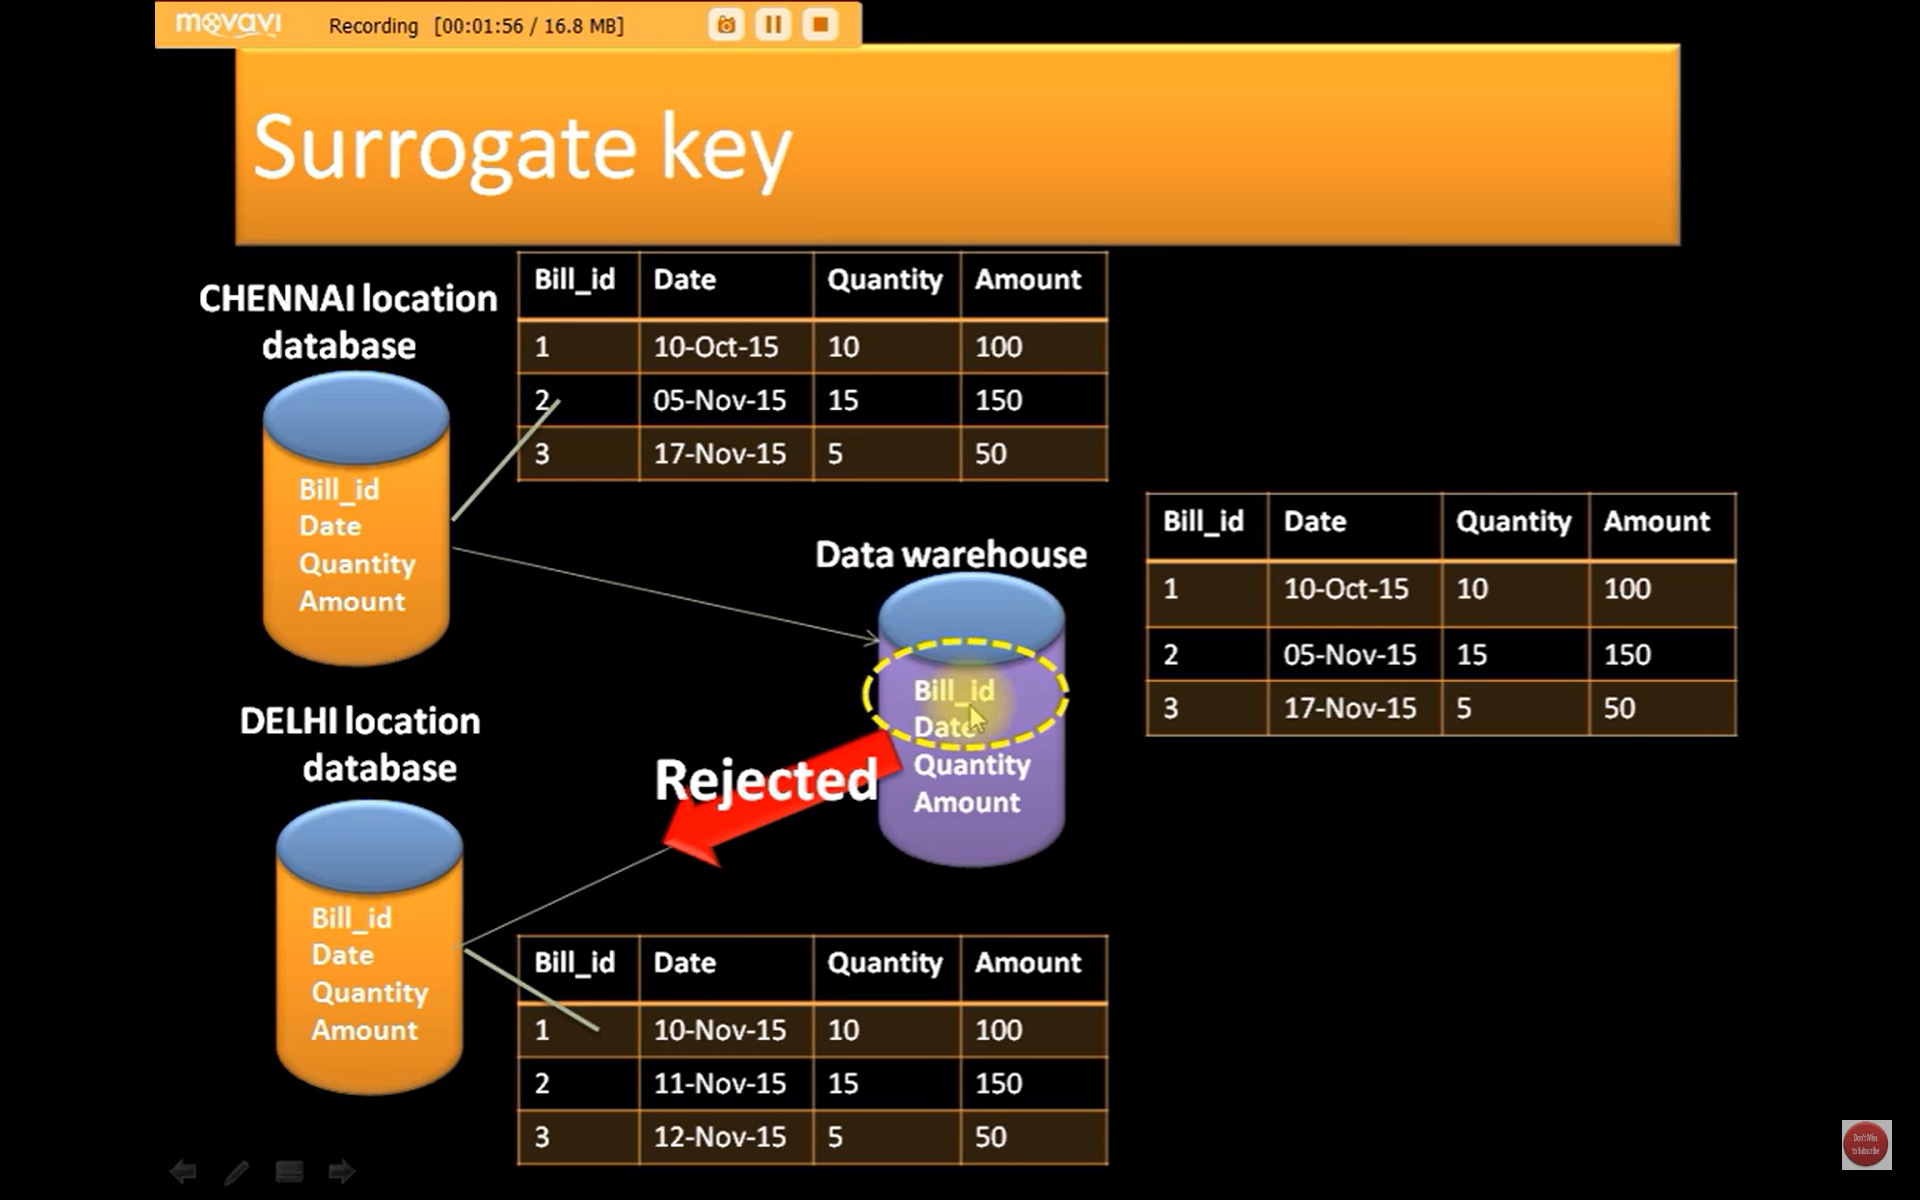 movavi Recording [00:01:56 / 16.8 MB]
Surrogate key
CHENNAI location
database
Bill_id
Date
Quantity
Amount
Bill_id Date Quantity Amount
1 10-Oct-15 10 100
2 05-Nov-15 15 150
3 17-Nov-15 5 50
Data warehouse
Bill_id
Date
Quantity
Amount
Bill_id Date Quantity Amount
1 10-Oct-15 10 100
2 05-Nov-15 15 150
3 17-Nov-15 5 50
Rejected
DELHI location
database
Bill_id
Date
Quantity
Amount
Bill_id Date Quantity Amount
1 10-Nov-15 10 100
2 11-Nov-15 15 150
3 12-Nov-15 5 50
Don't Miss
to Subscribe